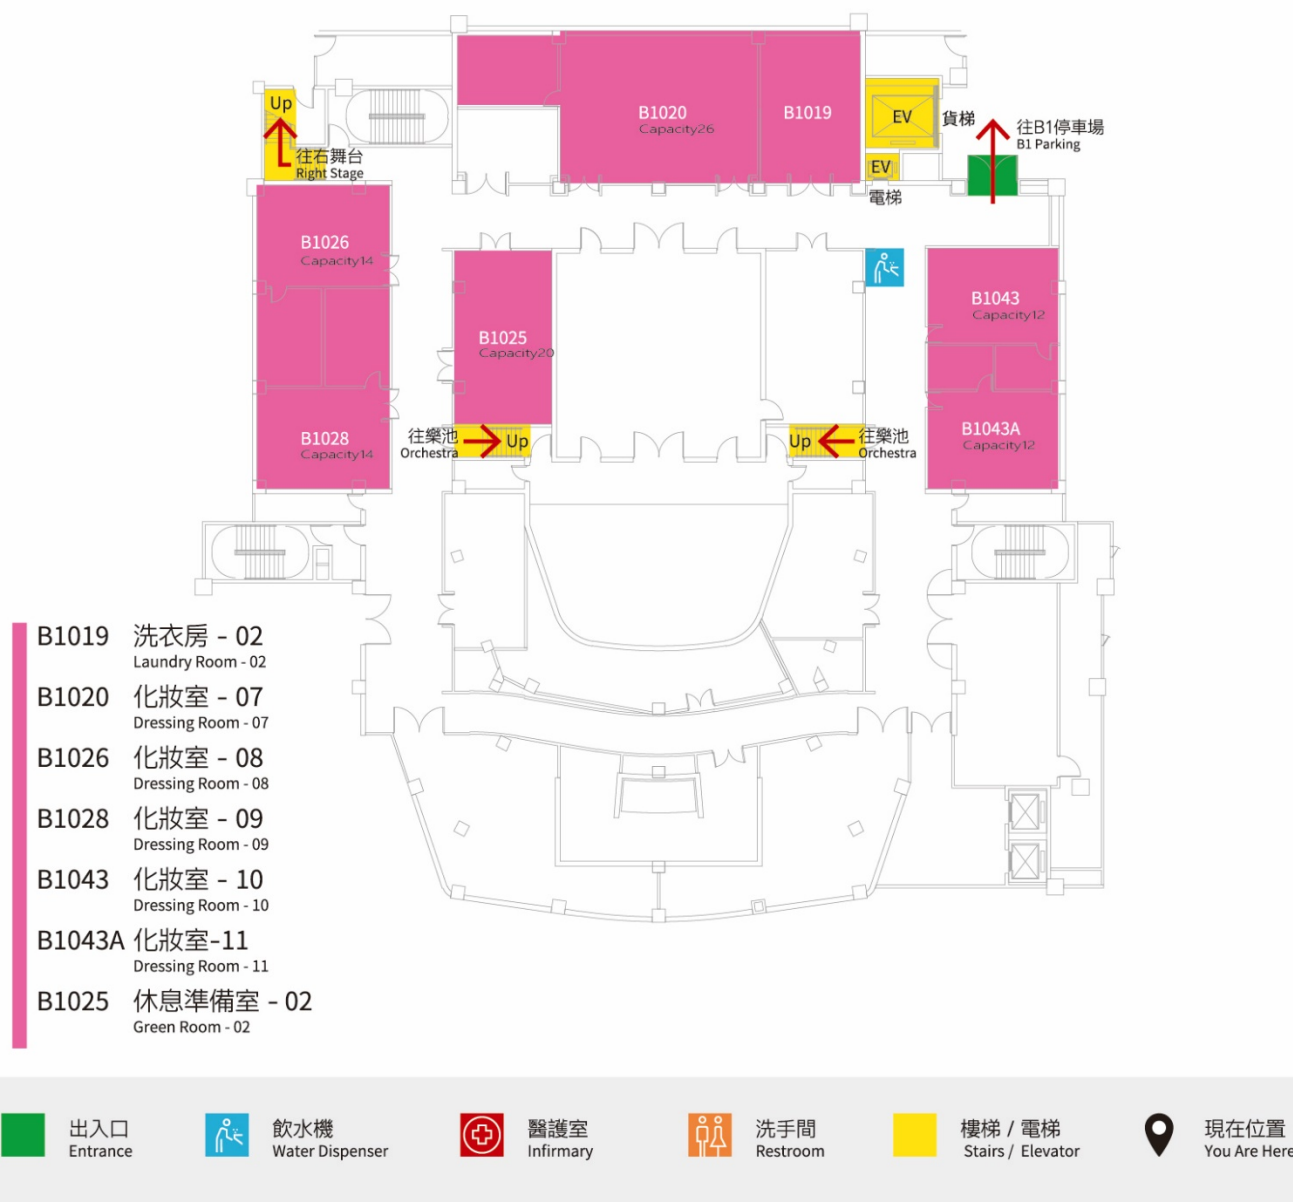 Up
往右舞台
Right Stage
B1020
Capacity26
B1019
EV
貨梯
EV
電梯
往B1停車場
B1 Parking
B1026
Capacity14
B1025
Capacity20
B1043
Capacity12
B1028
Capacity14
往樂池
Orchestra
Up
Up
往樂池
Orchestra
B1043A
Capacity12
B1019 洗衣房 - 02
Laundry Room - 02
B1020 化妝室 - 07
Dressing Room - 07
B1026 化妝室 - 08
Dressing Room - 08
B1028 化妝室 - 09
Dressing Room - 09
B1043 化妝室 - 10
Dressing Room - 10
B1043A 化妝室-11
Dressing Room - 11
B1025 休息準備室 - 02
Green Room - 02
出入口
Entrance
飲水機
Water Dispenser
醫護室
Infirmary
洗手間
Restroom
樓梯 / 電梯
Stairs / Elevator
現在位置
You Are Here